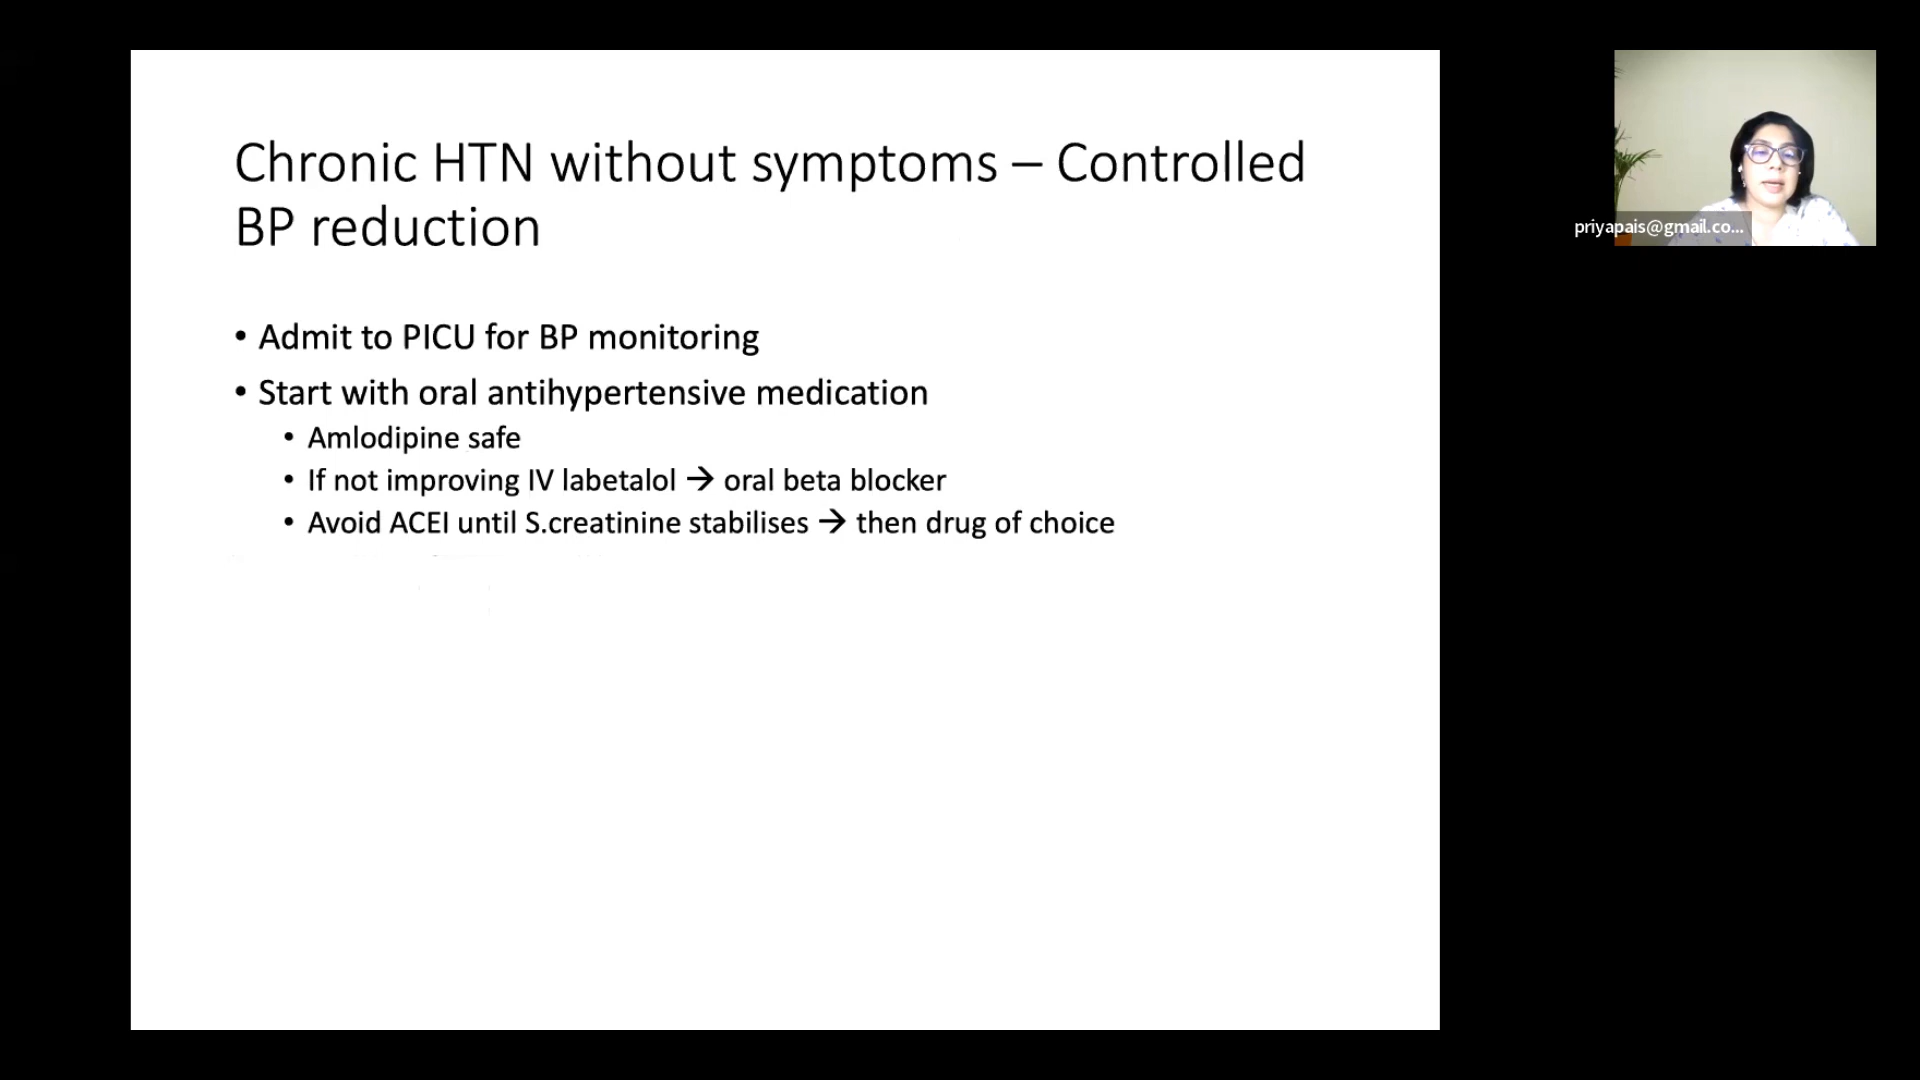 Chronic HTN without symptoms – Controlled
BP reduction
• Admit to PICU for BP monitoring
• Start with oral antihypertensive medication
• Amlodipine safe
• If not improving IV labetalol → oral beta blocker
• Avoid ACEI until S.creatinine stabilises → then drug of choice
priyapais@gmail.co...